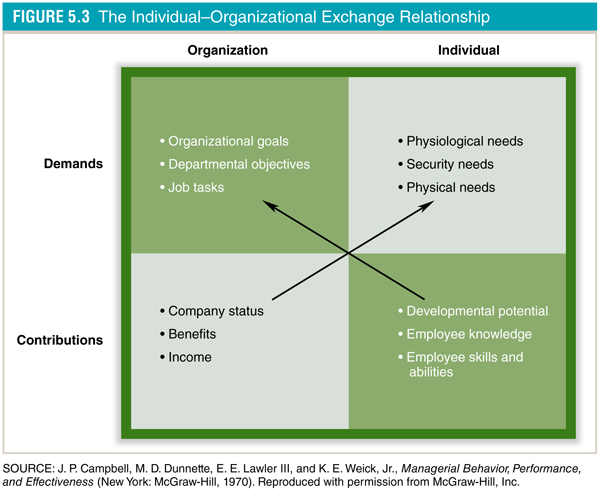 FIGURE 5.3 The Individual–Organizational Exchange Relationship
Organization Individual
Demands
• Organizational goals
• Departmental objectives
• Job tasks
• Physiological needs
• Security needs
• Physical needs
Contributions
• Company status
• Benefits
• Income
• Developmental potential
• Employee knowledge
• Employee skills and
abilities
SOURCE: J. P. Campbell, M. D. Dunnette, E. E. Lawler III, and K. E. Weick, Jr., Managerial Behavior, Performance,
and Effectiveness (New York: McGraw-Hill, 1970). Reproduced with permission from McGraw-Hill, Inc.